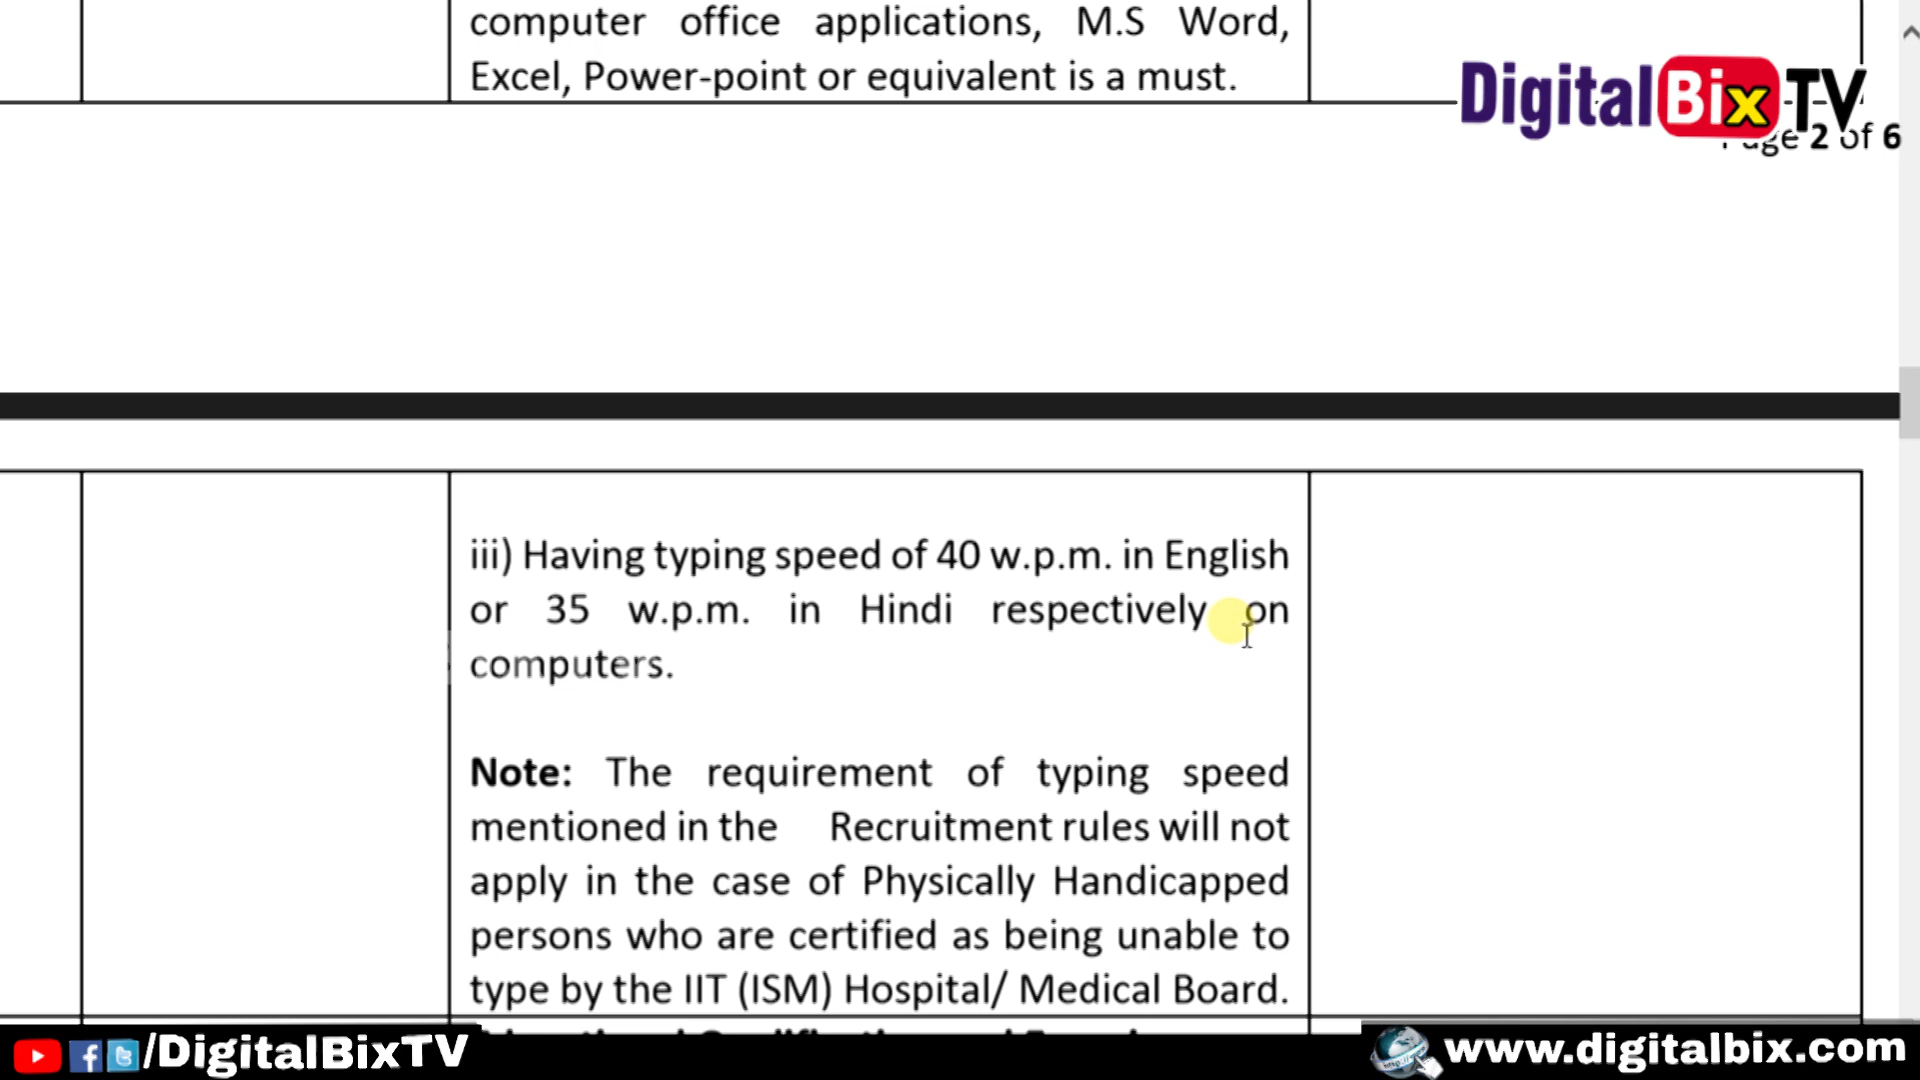 computer office applications, M.S Word,
Excel, Power-point or equivalent is a must.
DigitalBixTV
Page 2 of 6
iii) Having typing speed of 40 w.p.m. in English
or 35 w.p.m. in Hindi respectively on
computers.
Note: The requirement of typing speed
mentioned in the Recruitment rules will not
apply in the case of Physically Handicapped
persons who are certified as being unable to
type by the IIT (ISM) Hospital/ Medical Board.
/DigitalBixTV
www.digitalbix.com